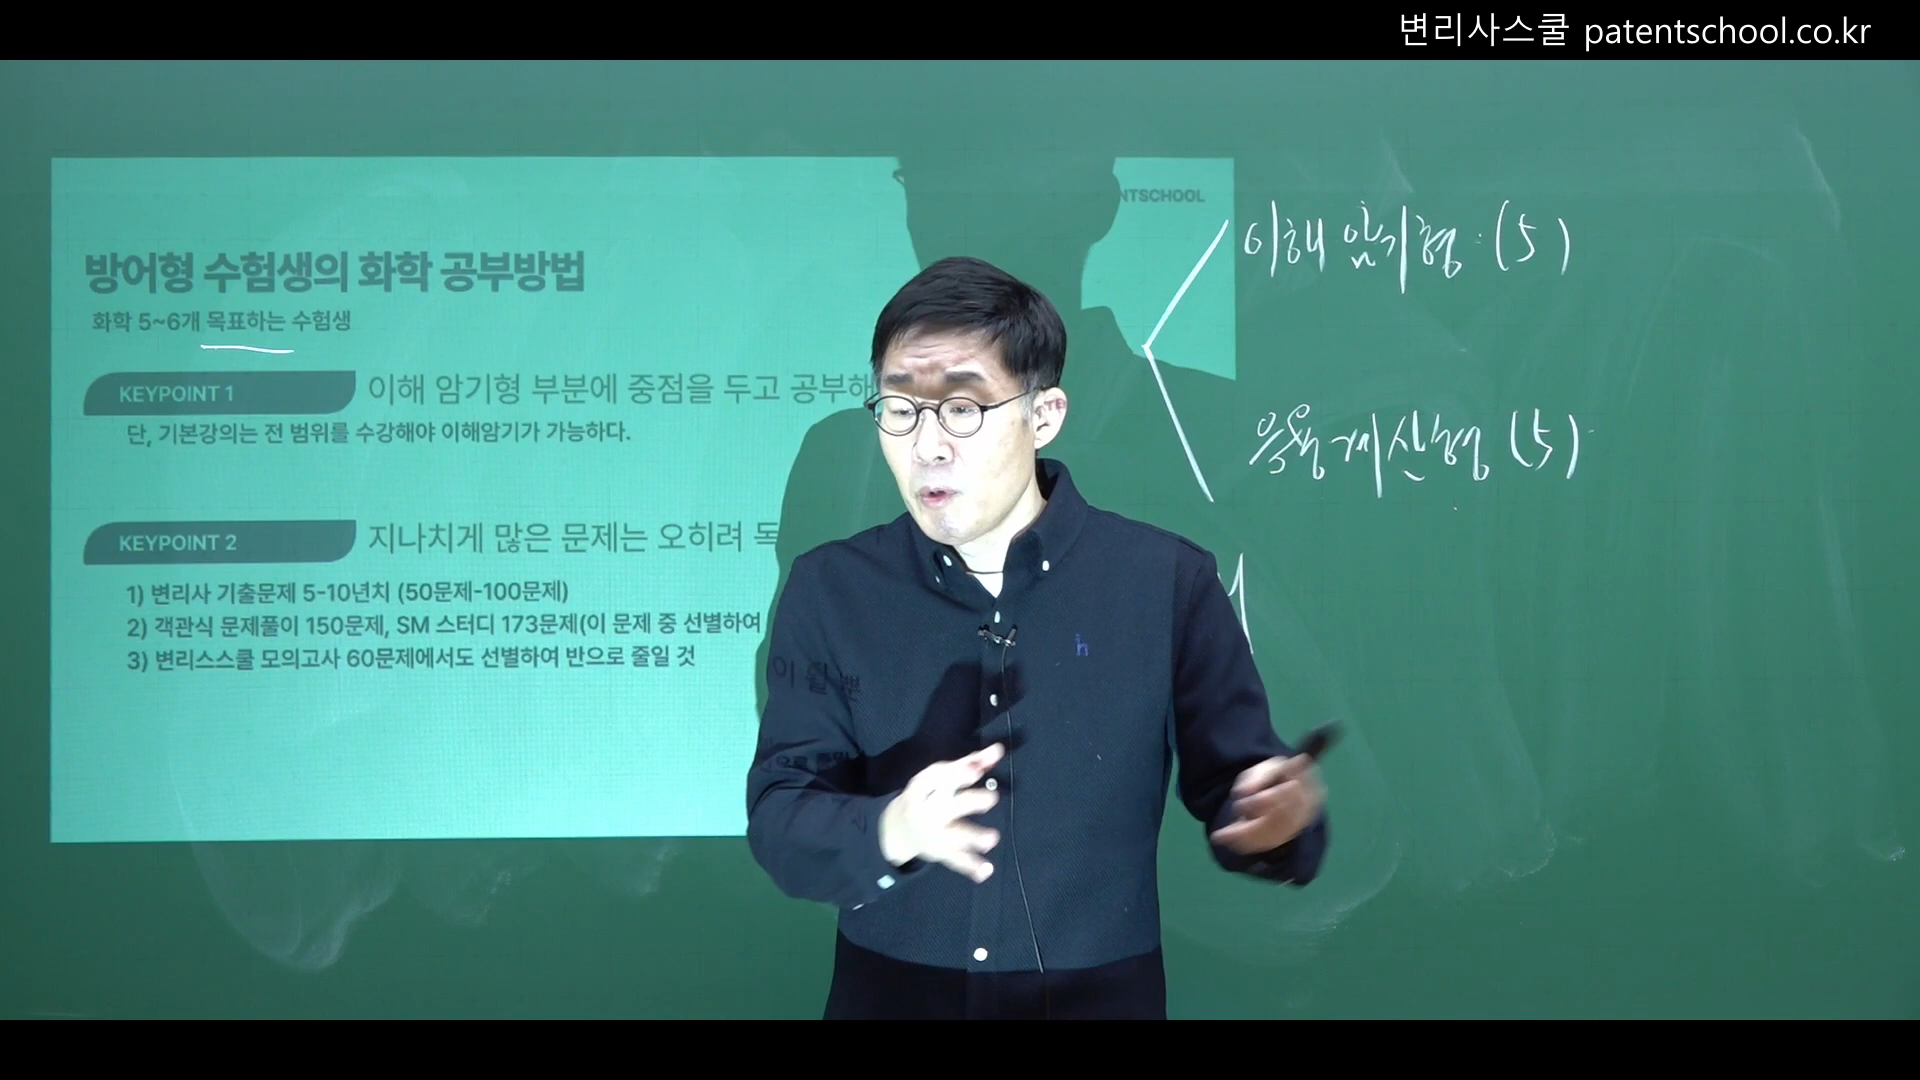 변리사스쿨 patentschool.co.kr
NTSCHOOL
방어형 수험생의 화학 공부방법
화학 5~6개 목표하는 수험생
KEYPOINT 1 이해 암기형 부분에 중점을 두고 공부해
단, 기본강의는 전 범위를 수강해야 이해암기가 가능하다.
KEYPOINT 2 지나치게 많은 문제는 오히려 독
이 될 뿐
1) 변리사 기출문제 5-10년치 (50문제-100문제)
2) 객관식 문제풀이 150문제, SM 스터디 173문제(이 문제 중 선별하여
3) 변리스스쿨 모의고사 60문제에서도 선별하여 반으로 줄일 것
이해 암기형 (5)
응용계산형 (5)